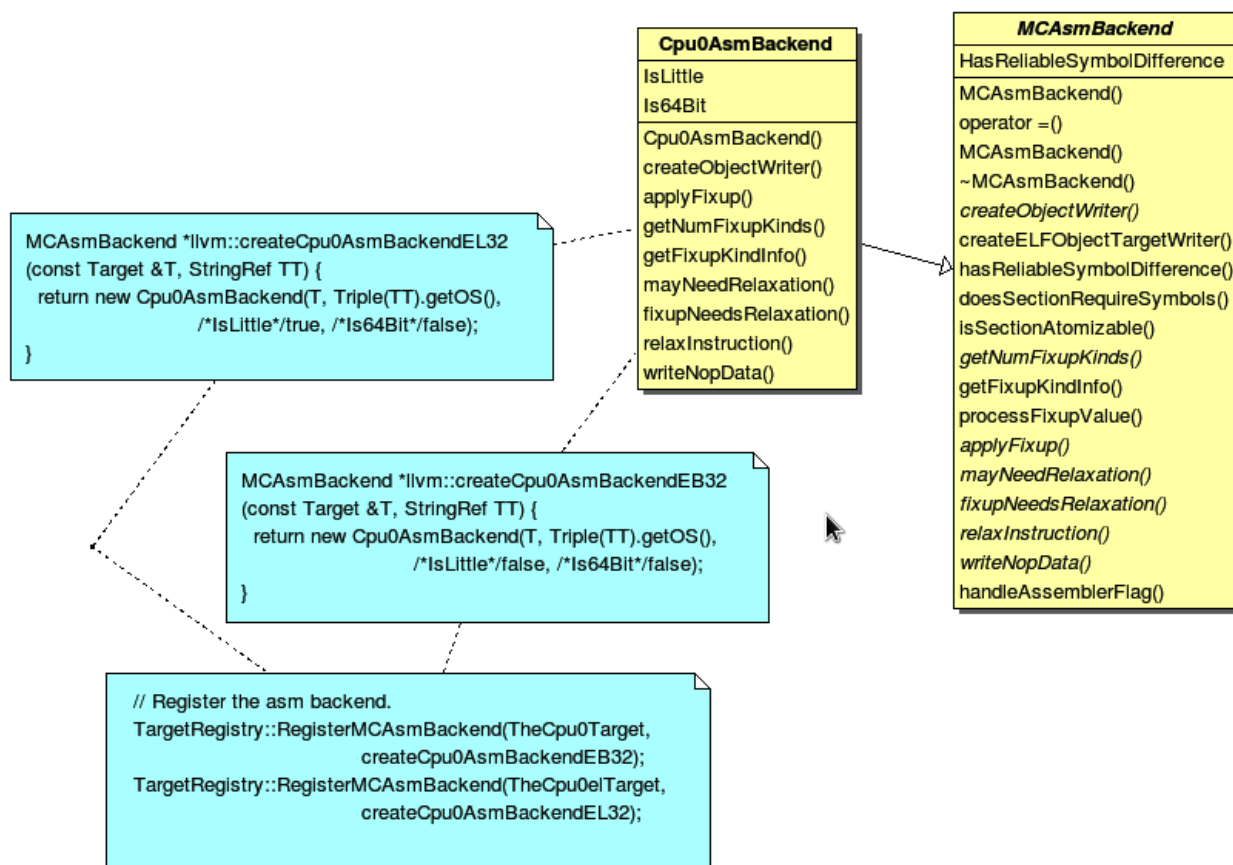 Cpu0AsmBackend
IsLittle
Is64Bit
Cpu0AsmBackend()
createObjectWriter()
applyFixup()
getNumFixupKinds()
getFixupKindInfo()
mayNeedRelaxation()
fixupNeedsRelaxation()
relaxInstruction()
writeNopData()
MCAsmBackend
HasReliableSymbolDifference
MCAsmBackend()
operator =()
MCAsmBackend()
~MCAsmBackend()
createObjectWriter()
createELFObjectTargetWriter()
hasReliableSymbolDifference()
doesSectionRequireSymbols()
isSectionAtomizable()
getNumFixupKinds()
getFixupKindInfo()
processFixupValue()
applyFixup()
mayNeedRelaxation()
fixupNeedsRelaxation()
relaxInstruction()
writeNopData()
handleAssemblerFlag()
MCAsmBackend *llvm::createCpu0AsmBackendEL32
(const Target &T, StringRef TT) {
return new Cpu0AsmBackend(T, Triple(TT).getOS(),
/*IsLittle*/true, /*Is64Bit*/false);
}
MCAsmBackend *llvm::createCpu0AsmBackendEB32
(const Target &T, StringRef TT) {
return new Cpu0AsmBackend(T, Triple(TT).getOS(),
/*IsLittle*/false, /*Is64Bit*/false);
}
// Register the asm backend.
TargetRegistry::RegisterMCAsmBackend(TheCpu0Target,
createCpu0AsmBackendEB32);
TargetRegistry::RegisterMCAsmBackend(TheCpu0elTarget,
createCpu0AsmBackendEL32);